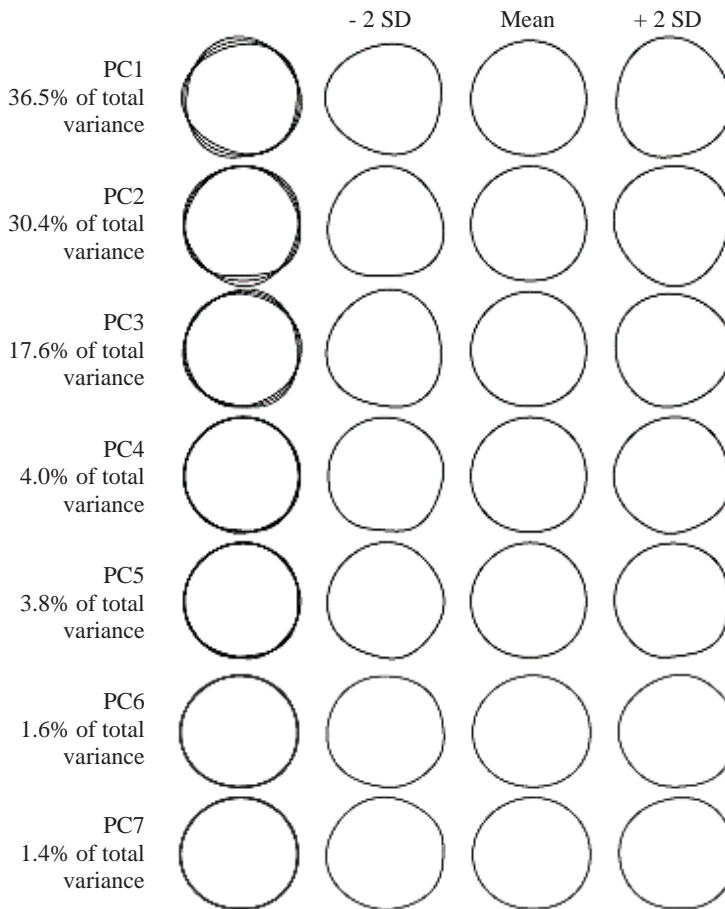 - 2 SD Mean + 2 SD
PC1
36.5% of total
variance
PC2
30.4% of total
variance
PC3
17.6% of total
variance
PC4
4.0% of total
variance
PC5
3.8% of total
variance
PC6
1.6% of total
variance
PC7
1.4% of total
variance